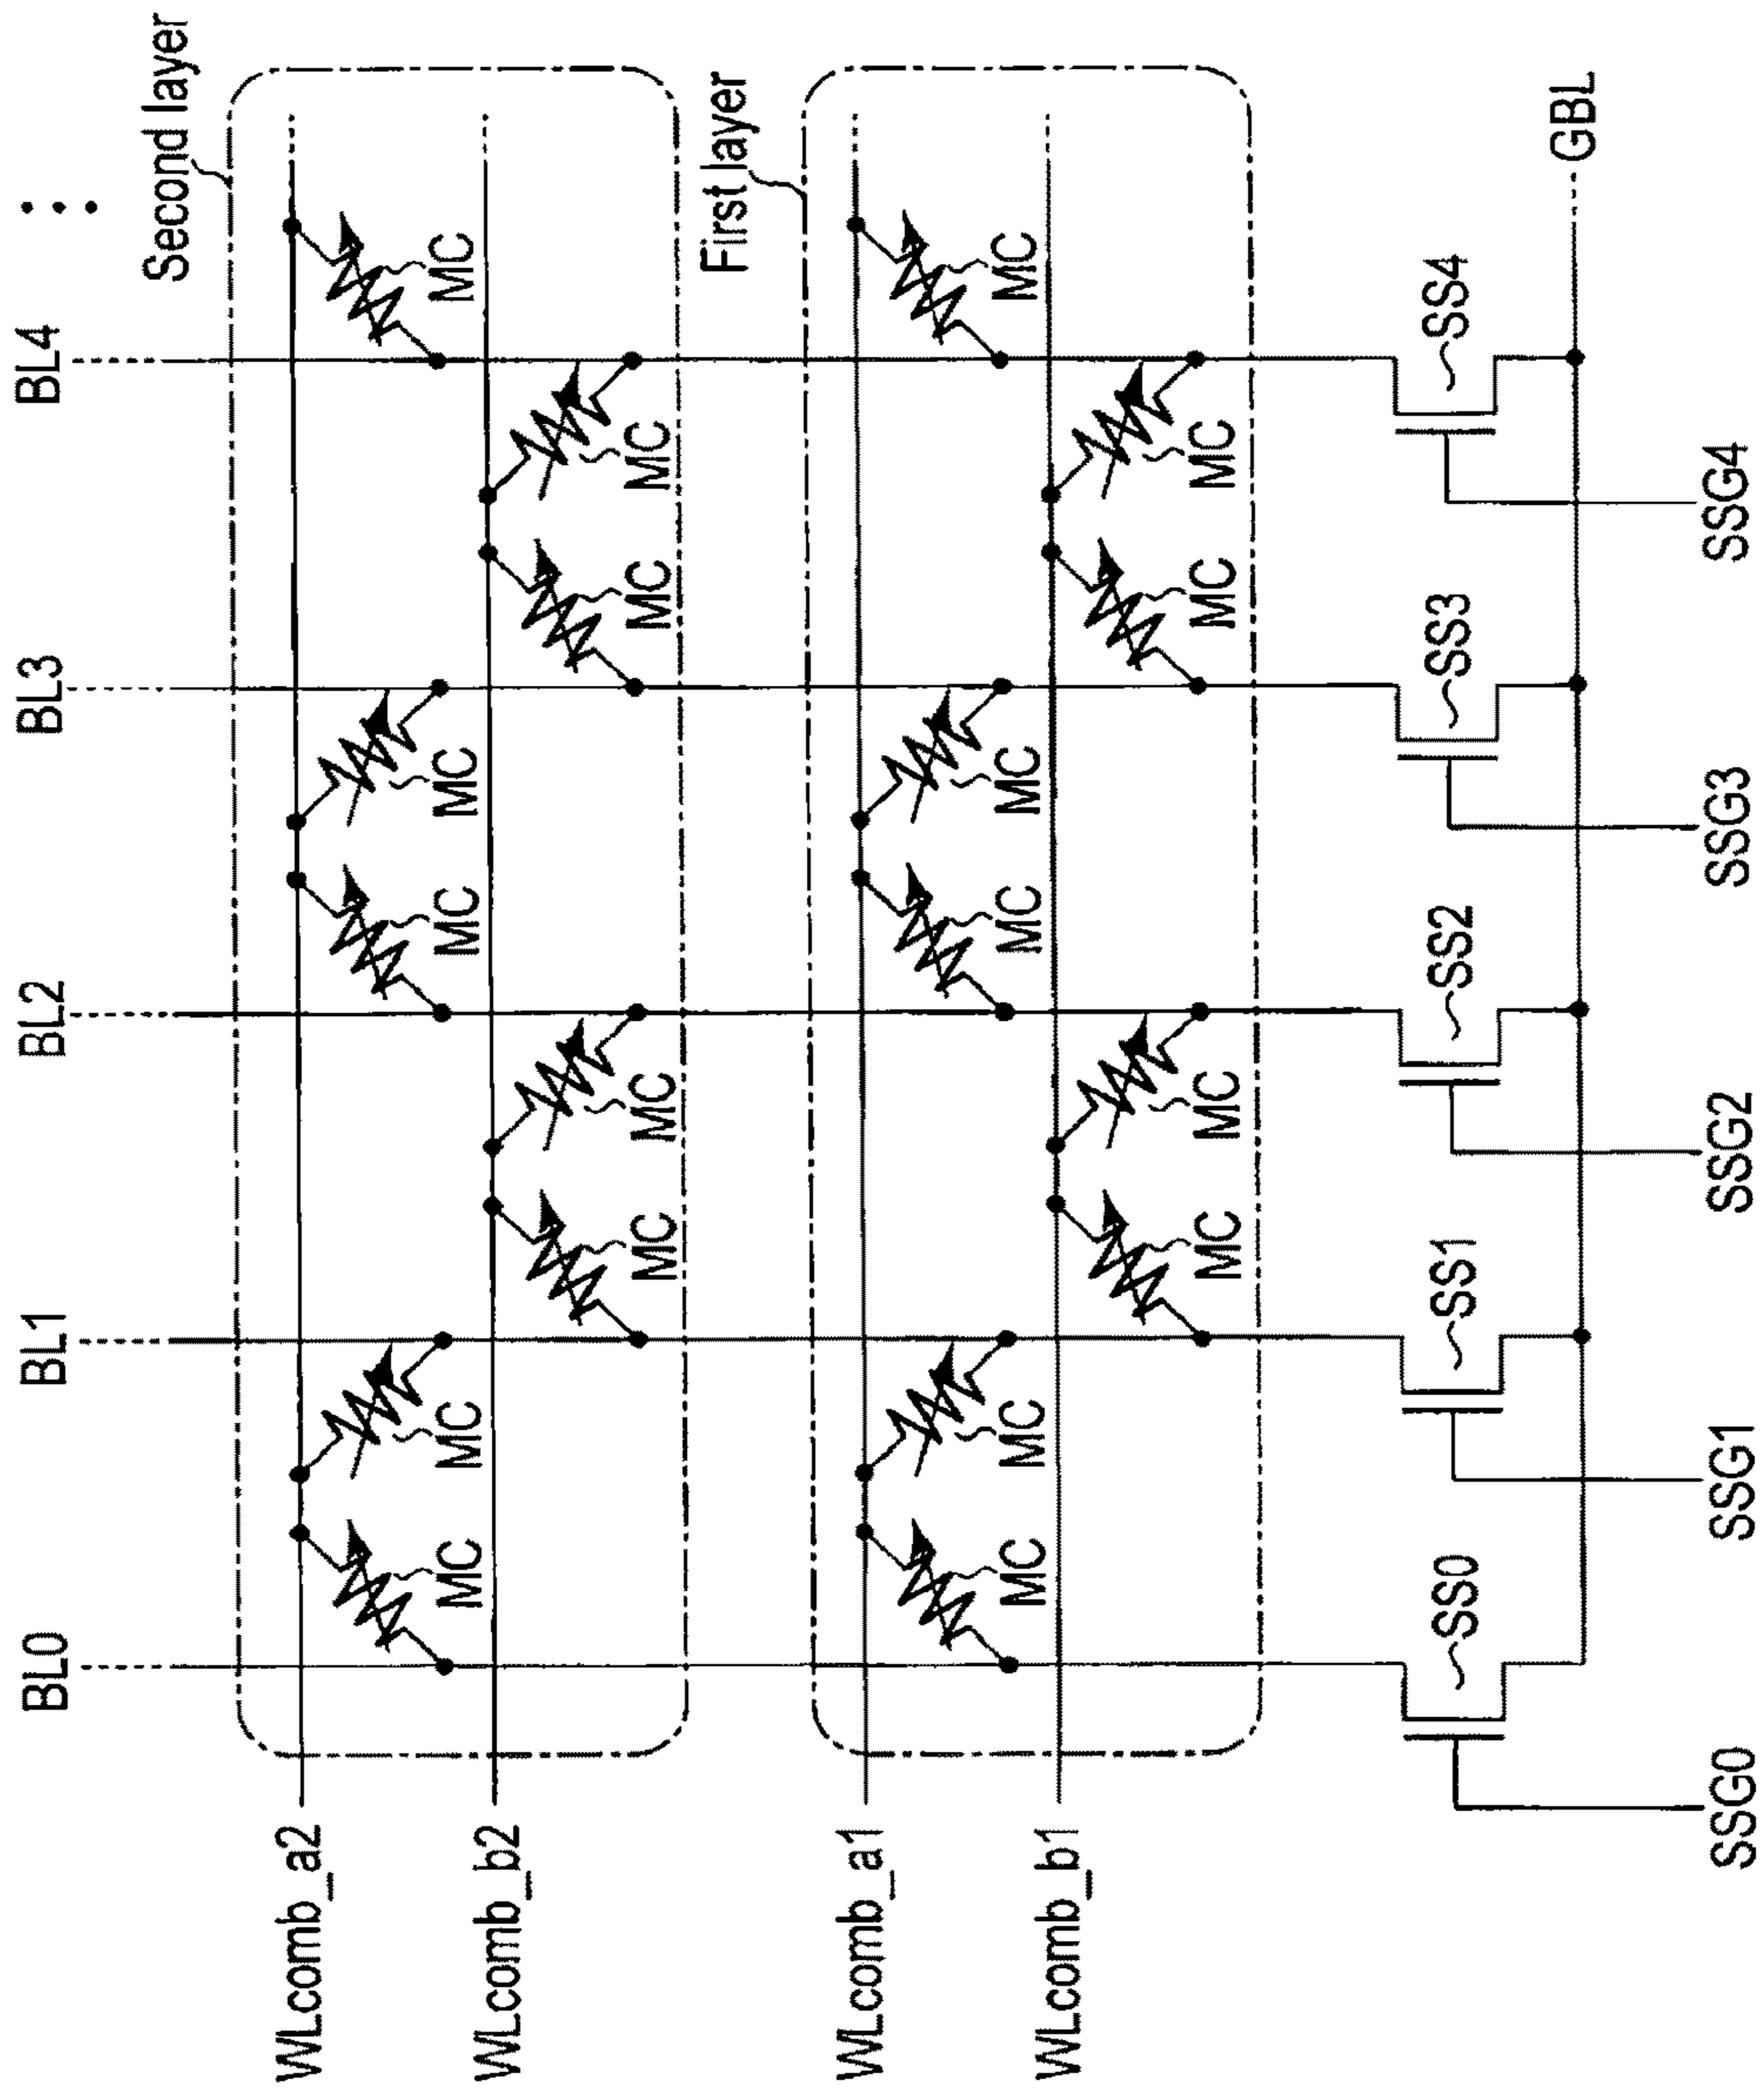 BL0
BL1
BL2
BL3
BL4
Second layer
WLcomb_a2
MC
MC
MC
MC
MC
WLcomb_b2
MC
MC
MC
MC
First layer
WLcomb_a1
MC
MC
MC
MC
MC
WLcomb_b1
MC
MC
MC
MC
SS0
SS1
SS2
SS3
SS4
GBL
SSG0
SSG1
SSG2
SSG3
SSG4